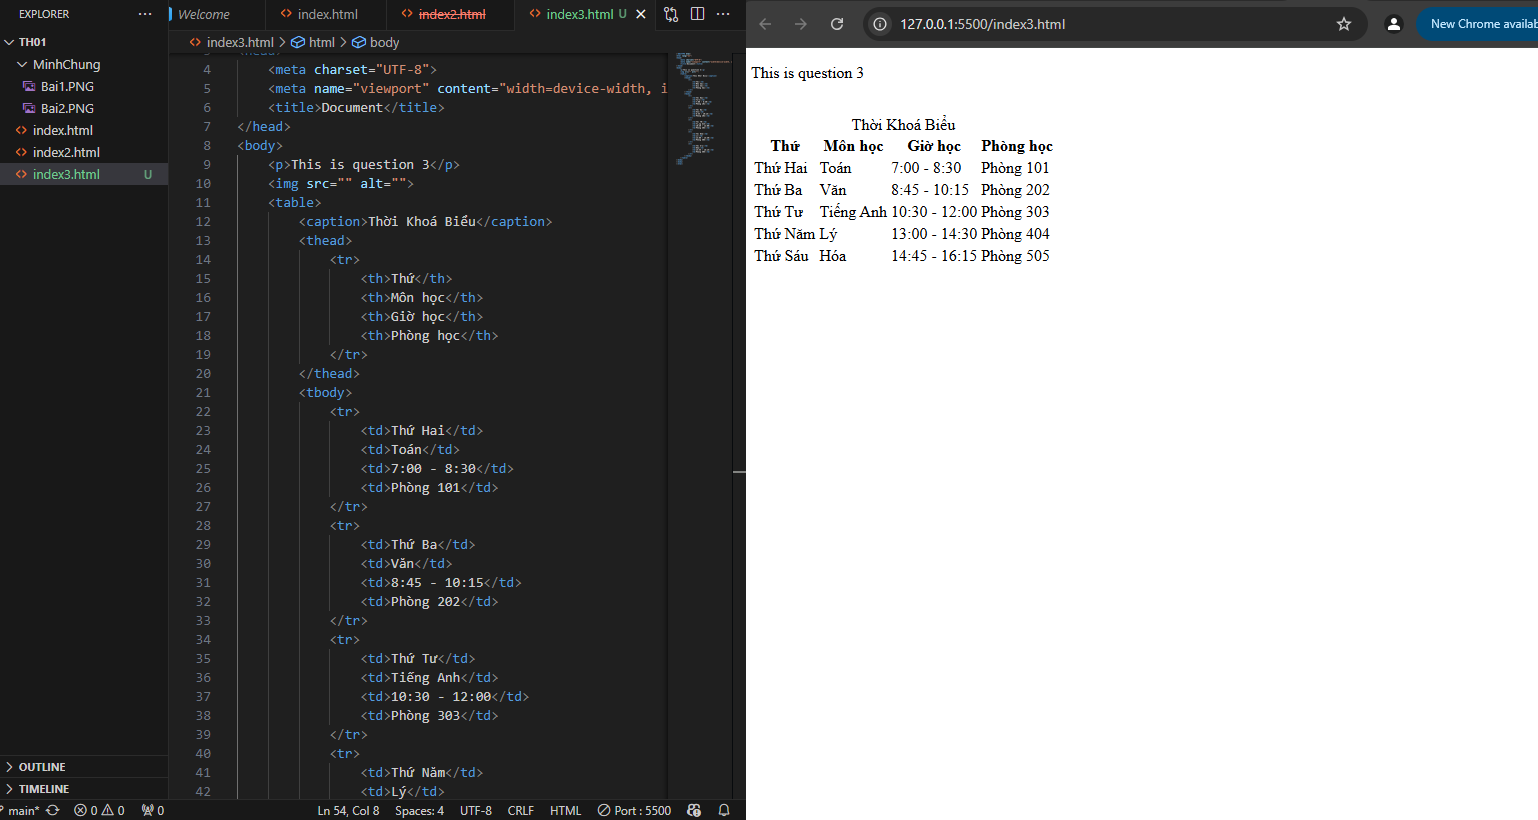 EXPLORER
TH01
MinhChung
Bai1.PNG
Bai2.PNG
index.html
index2.html
index3.html U
OUTLINE
TIMELINE
Welcome index.html index2.html index3.html U
index3.html > html > body
4 <meta charset="UTF-8">
5 <meta name="viewport" content="width=device-width, i
6 <title>Document</title>
7 </head>
8 <body>
9 <p>This is question 3</p>
10 <img src="" alt="">
11 <table>
12 <caption>Thời Khoá Biểu</caption>
13 <thead>
14 <tr>
15 <th>Thứ</th>
16 <th>Môn học</th>
17 <th>Giờ học</th>
18 <th>Phòng học</th>
19 </tr>
20 </thead>
21 <tbody>
22 <tr>
23 <td>Thứ Hai</td>
24 <td>Toán</td>
25 <td>7:00 - 8:30</td>
26 <td>Phòng 101</td>
27 </tr>
28 <tr>
29 <td>Thứ Ba</td>
30 <td>Văn</td>
31 <td>8:45 - 10:15</td>
32 <td>Phòng 202</td>
33 </tr>
34 <tr>
35 <td>Thứ Tư</td>
36 <td>Tiếng Anh</td>
37 <td>10:30 - 12:00</td>
38 <td>Phòng 303</td>
39 </tr>
40 <tr>
41 <td>Thứ Năm</td>
42 <td>Lý</td>
main* 0 0 0 Ln 54, Col 8 Spaces: 4 UTF-8 CRLF HTML Port : 5500
127.0.0.1:5500/index3.html New Chrome availab
This is question 3
Thời Khoá Biểu
Thứ Môn học Giờ học Phòng học
Thứ Hai Toán 7:00 - 8:30 Phòng 101
Thứ Ba Văn 8:45 - 10:15 Phòng 202
Thứ Tư Tiếng Anh 10:30 - 12:00 Phòng 303
Thứ Năm Lý 13:00 - 14:30 Phòng 404
Thứ Sáu Hóa 14:45 - 16:15 Phòng 505